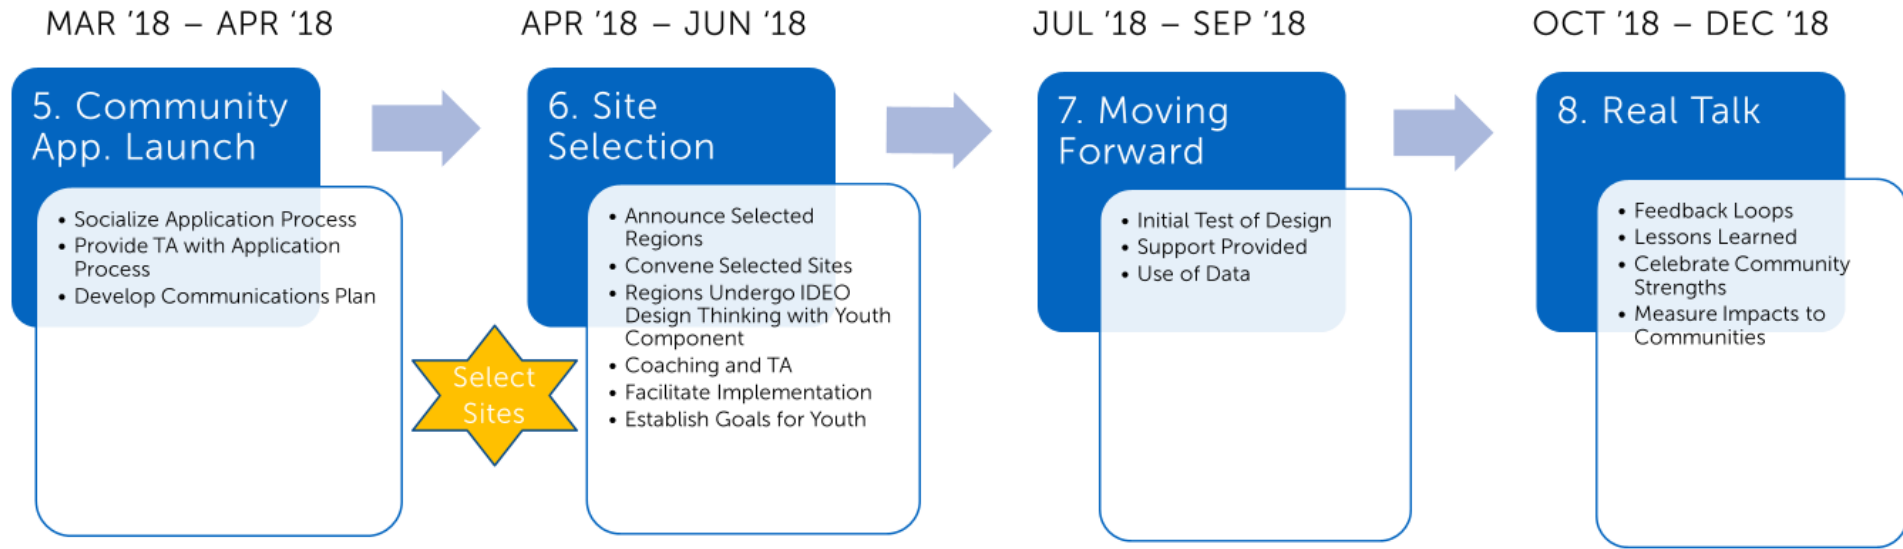 MAR '18 – APR '18
5. Community
App. Launch
• Socialize Application Process
• Provide TA with Application
Process
• Develop Communications Plan
Select
Sites
APR '18 – JUN '18
6. Site
Selection
• Announce Selected
Regions
• Convene Selected Sites
• Regions Undergo IDEO
Design Thinking with Youth
Component
• Coaching and TA
• Facilitate Implementation
• Establish Goals for Youth
JUL '18 – SEP '18
7. Moving
Forward
• Initial Test of Design
• Support Provided
• Use of Data
OCT '18 – DEC '18
8. Real Talk
• Feedback Loops
• Lessons Learned
• Celebrate Community
Strengths
• Measure Impacts to
Communities